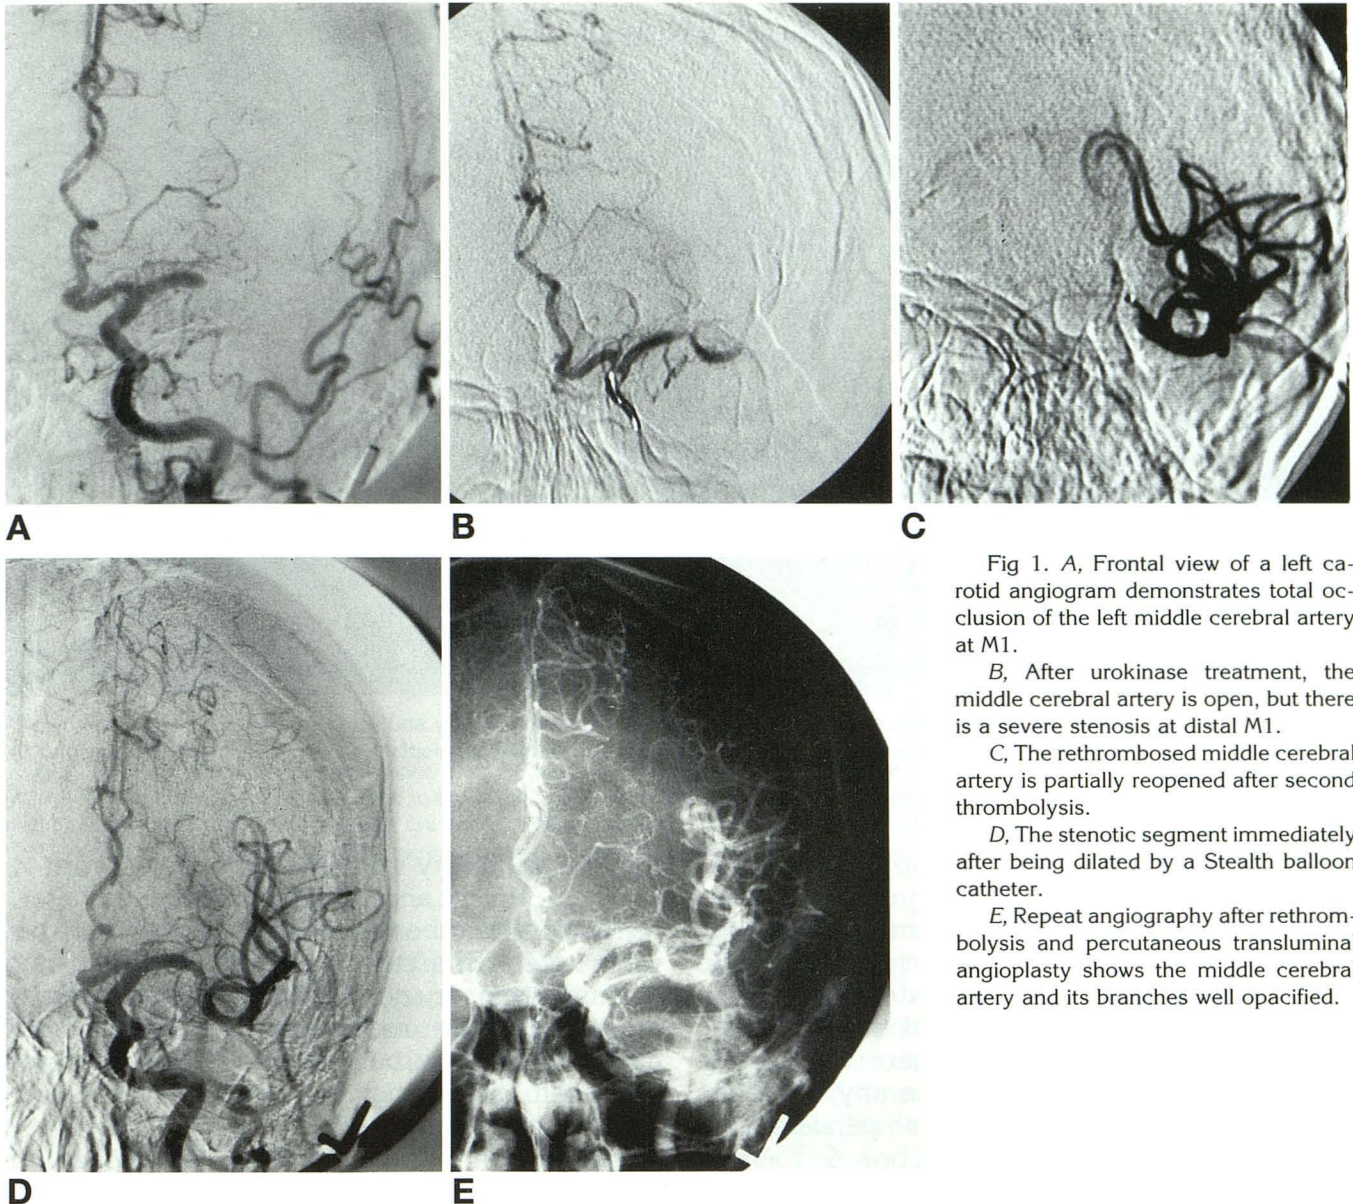 A
B
C
D
E
Fig 1. A, Frontal view of a left ca-
rotid angiogram demonstrates total oc-
clusion of the left middle cerebral artery
at M1.
B, After urokinase treatment, the
middle cerebral artery is open, but there
is a severe stenosis at distal M1.
C, The rethrombosed middle cerebral
artery is partially reopened after second
thrombolysis.
D, The stenotic segment immediately
after being dilated by a Stealth balloon
catheter.
E, Repeat angiography after rethrom-
bolysis and percutaneous transluminal
angioplasty shows the middle cerebral
artery and its branches well opacified.